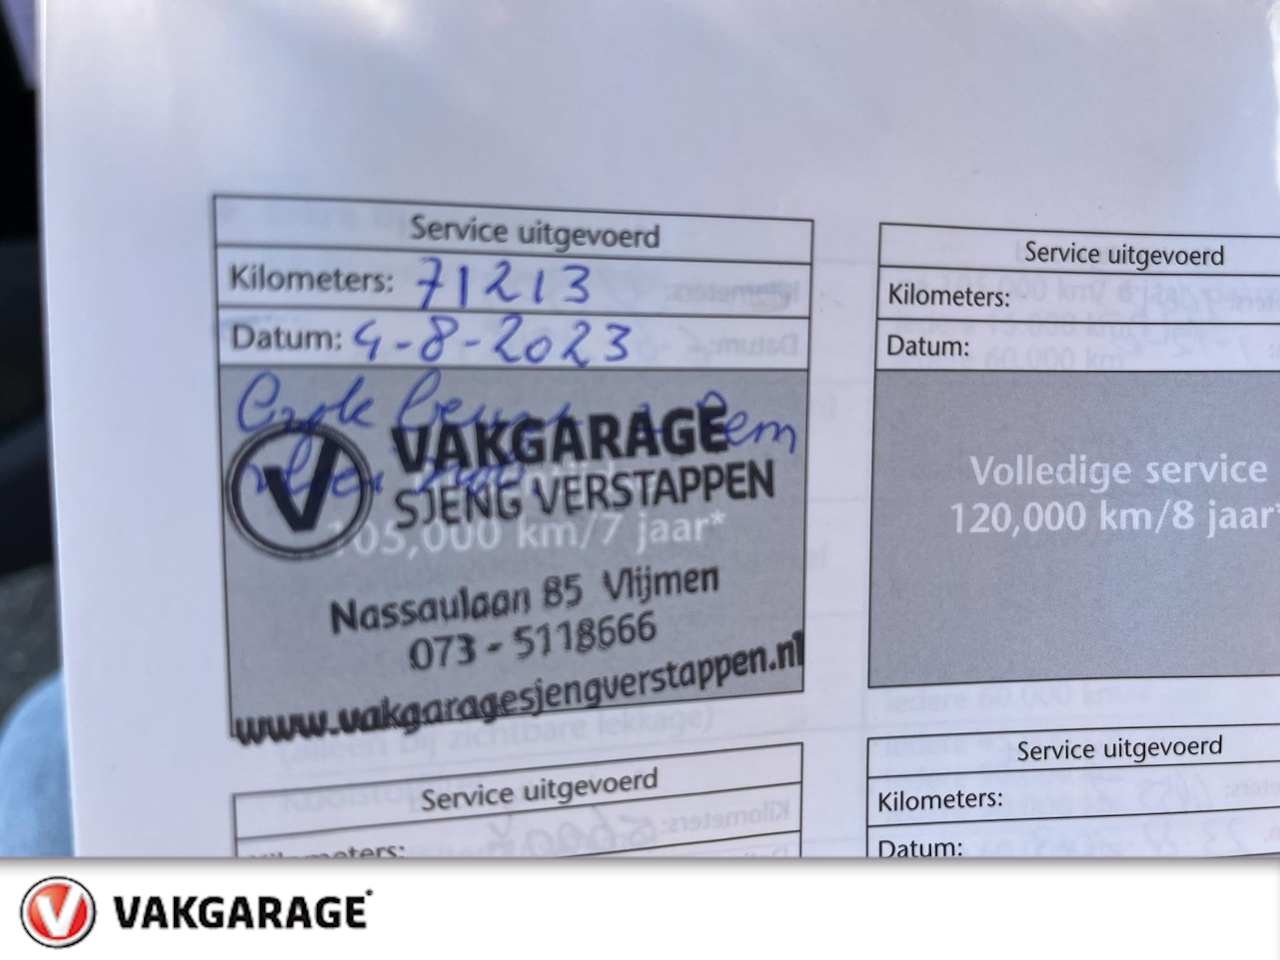 Service uitgevoerd
Kilometers: 71213
Datum: 4-8-2023
VAKGARAGE
SJENG VERSTAPPEN
105,000 km/7 jaar*
Nassaulaan 85 Vlijmen
073 - 5118666
www.vakgaragesjengverstappen.nl
Service uitgevoerd
Kilometers:
Datum:
Volledige service
120,000 km/8 jaar*
Service uitgevoerd
Kilometers:
Service uitgevoerd
Kilometers:
Datum:
VAKGARAGE